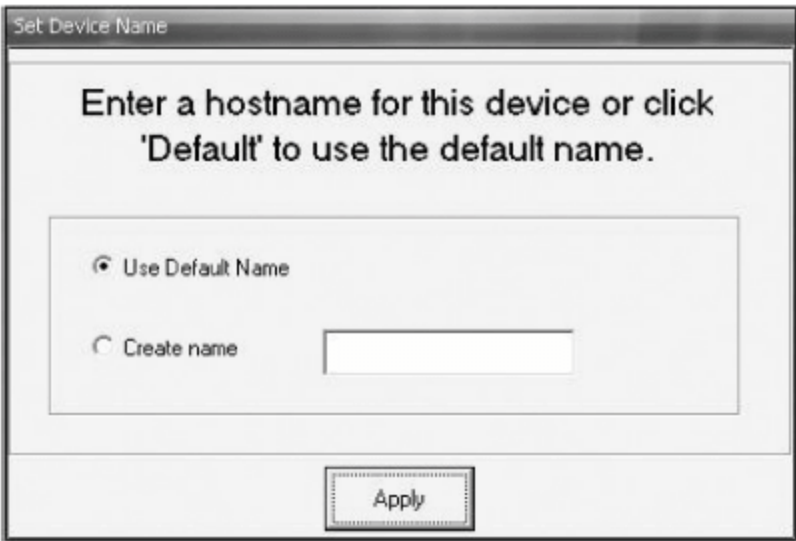 Set Device Name
Enter a hostname for this device or click
'Default' to use the default name.
Use Default Name
Create name
Apply